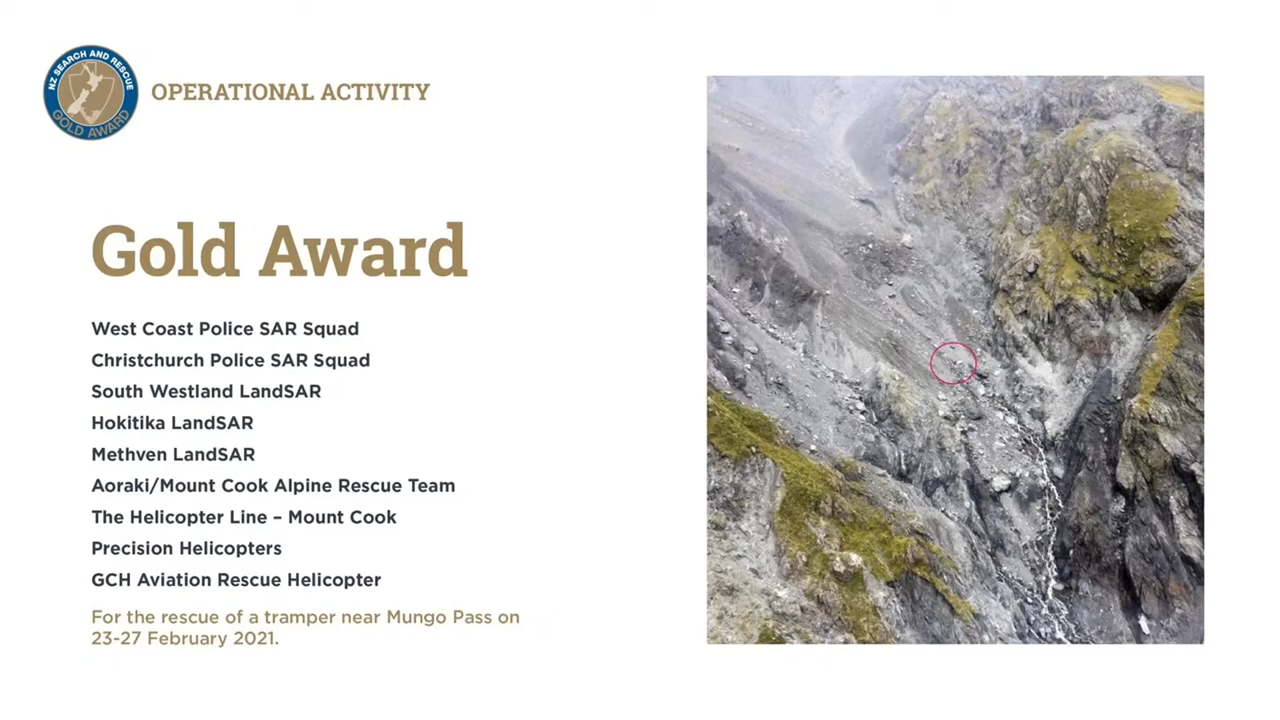 NZ SEARCH AND RESCUE
GOLD AWARD
OPERATIONAL ACTIVITY
Gold Award
West Coast Police SAR Squad
Christchurch Police SAR Squad
South Westland LandSAR
Hokitika LandSAR
Methven LandSAR
Aoraki/Mount Cook Alpine Rescue Team
The Helicopter Line – Mount Cook
Precision Helicopters
GCH Aviation Rescue Helicopter
For the rescue of a tramper near Mungo Pass on
23-27 February 2021.